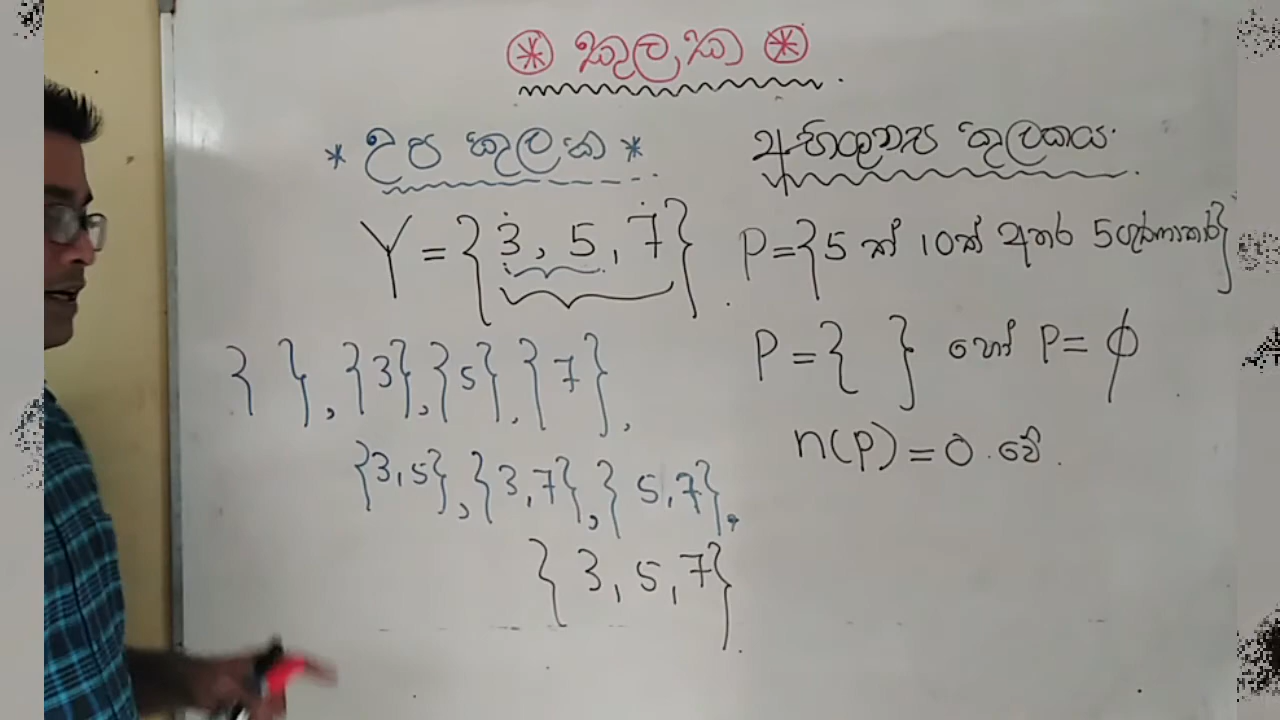 කුලක
* උප කුලක *
Y = {3, 5, 7}
{ }, {3}, {5}, {7},
{3,5}, {3,7}, {5,7},
{3, 5, 7}
අභිශුන්‍ය කුලකය
P = {5 ත් 10ත් අතර 5 ගුණාකාර}
P = { } හෝ P = ϕ
n(P) = 0 වේ.